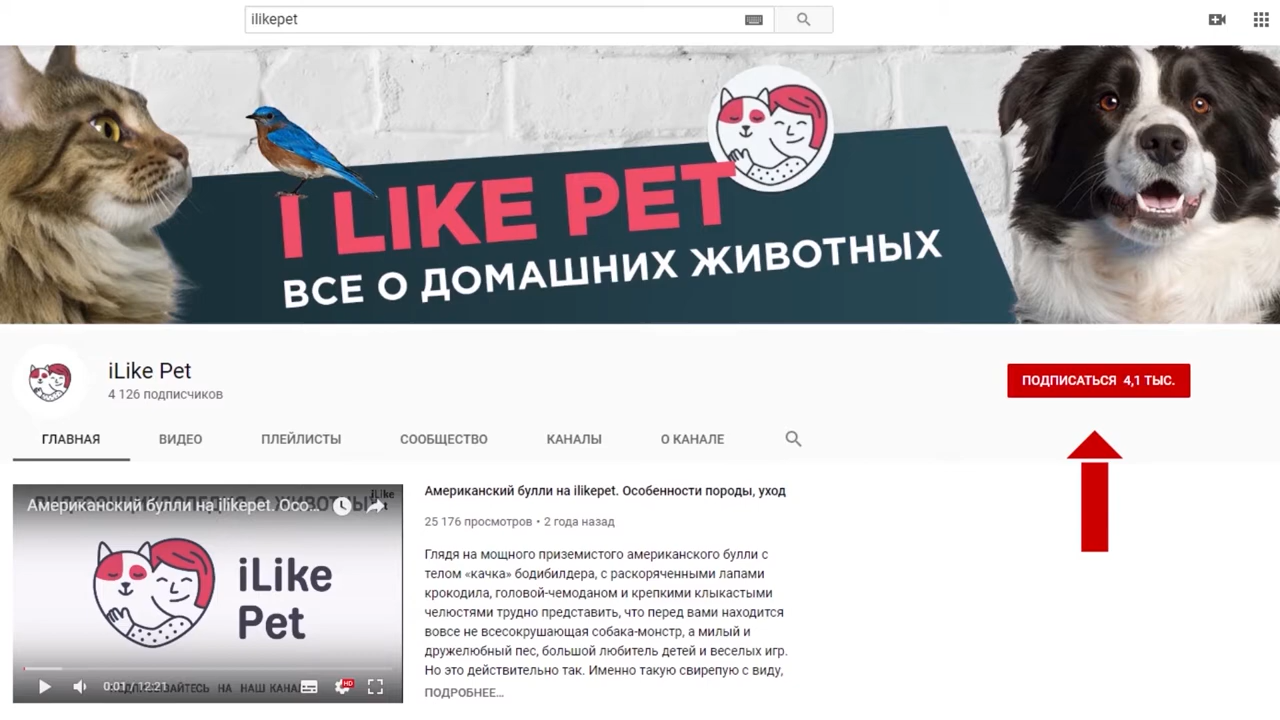 ilikepet
I LIKE PET
ВСЕ О ДОМАШНИХ ЖИВОТНЫХ
iLike Pet
4 126 подписчиков
ПОДПИСАТЬСЯ 4,1 ТЫС.
ГЛАВНАЯ ВИДЕО ПЛЕЙЛИСТЫ СООБЩЕСТВО КАНАЛЫ О КАНАЛЕ
Американский булли на ilikepet. Осо...
iLike
Pet
0:01 / 12:21
HD
Американский булли на ilikepet. Особенности породы, уход
25 176 просмотров • 2 года назад
Глядя на мощного приземистого американского булли с
телом «качка» бодибилдера, с раскоряченными лапами
крокодила, головой-чемоданом и крепкими клыкастыми
челюстями трудно представить, что перед вами находится
вовсе не всесокрушающая собака-монстр, а милый и
дружелюбный пес, большой любитель детей и веселых игр.
Но это действительно так. Именно такую свирепую с виду,
ПОДРОБНЕЕ...